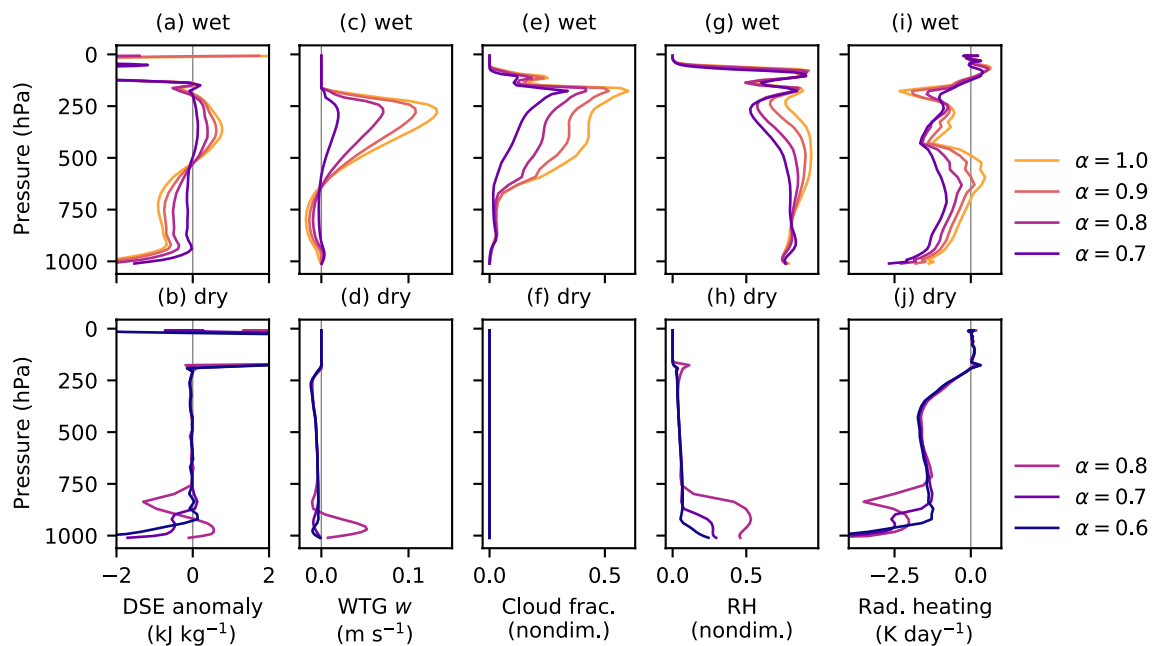 (a) wet
(c) wet
(e) wet
(g) wet
(i) wet
0
250
500
750
1000
Pressure (hPa)
α = 1.0
α = 0.9
α = 0.8
α = 0.7
(b) dry
(d) dry
(f) dry
(h) dry
(j) dry
0
250
500
750
1000
Pressure (hPa)
α = 0.8
α = 0.7
α = 0.6
−2 0 2
0.0 0.1
0.0 0.5
0.0 0.5
−2.5 0.0
DSE anomaly
(kJ kg⁻¹)
WTG w
(m s⁻¹)
Cloud frac.
(nondim.)
RH
(nondim.)
Rad. heating
(K day⁻¹)